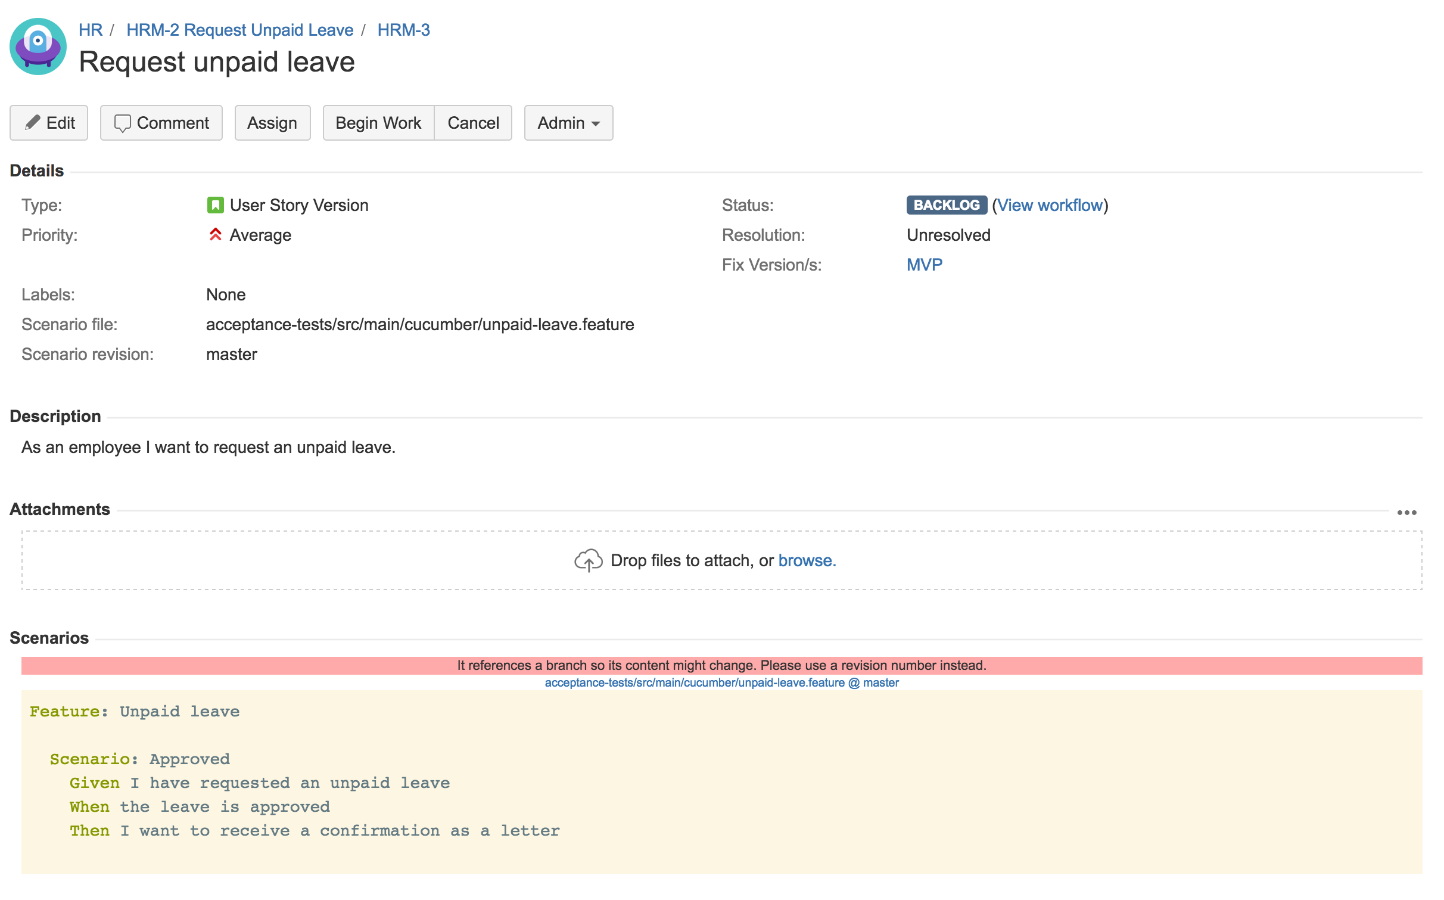 HR / HRM-2 Request Unpaid Leave / HRM-3
Request unpaid leave
Edit Comment Assign Begin Work Cancel Admin
Details
Type: User Story Version
Status: BACKLOG (View workflow)
Priority: Average
Resolution: Unresolved
Fix Version/s: MVP
Labels: None
Scenario file: acceptance-tests/src/main/cucumber/unpaid-leave.feature
Scenario revision: master
Description
As an employee I want to request an unpaid leave.
Attachments
Drop files to attach, or browse.
Scenarios
It references a branch so its content might change. Please use a revision number instead.
acceptance-tests/src/main/cucumber/unpaid-leave.feature @ master
Feature: Unpaid leave
Scenario: Approved
Given I have requested an unpaid leave
When the leave is approved
Then I want to receive a confirmation as a letter